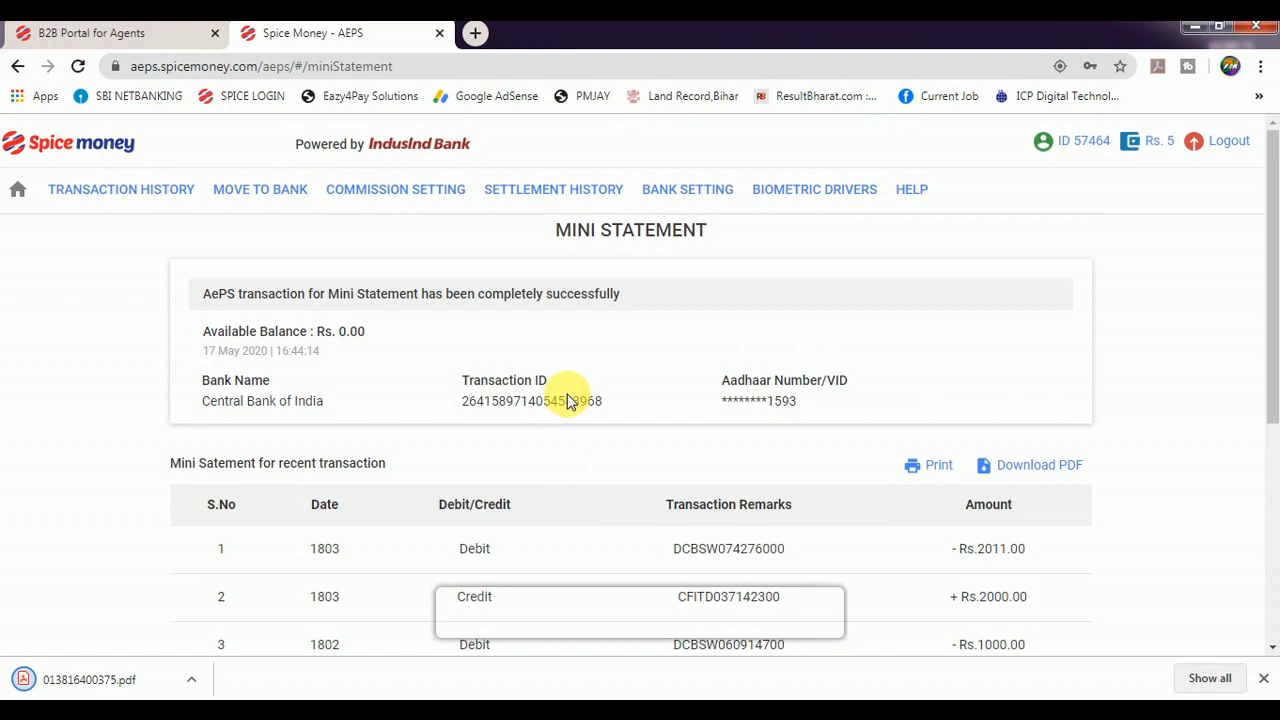 B2B Portal for Agents
Spice Money - AEPS
aeps.spicemoney.com/aeps/#/miniStatement
Apps SBI NETBANKING SPICE LOGIN Eazy4Pay Solutions Google AdSense PMJAY Land Record,Bihar ResultBharat.com :... Current Job ICP Digital Technol... »
Spice money Powered by IndusInd Bank ID 57464 Rs. 5 Logout
TRANSACTION HISTORY MOVE TO BANK COMMISSION SETTING SETTLEMENT HISTORY BANK SETTING BIOMETRIC DRIVERS HELP
MINI STATEMENT
AePS transaction for Mini Statement has been completely successfully
Available Balance : Rs. 0.00
17 May 2020 | 16:44:14
Bank Name Transaction ID Aadhaar Number/VID
Central Bank of India ********1593
Mini Satement for recent transaction Print Download PDF
S.No Date Debit/Credit Transaction Remarks Amount
1 1803 Debit DCBSW074276000 - Rs.2011.00
2 1803 Credit CFITD037142300 + Rs.2000.00
3 1802 Debit DCBSW060914700 - Rs.1000.00
013816400375.pdf Show all